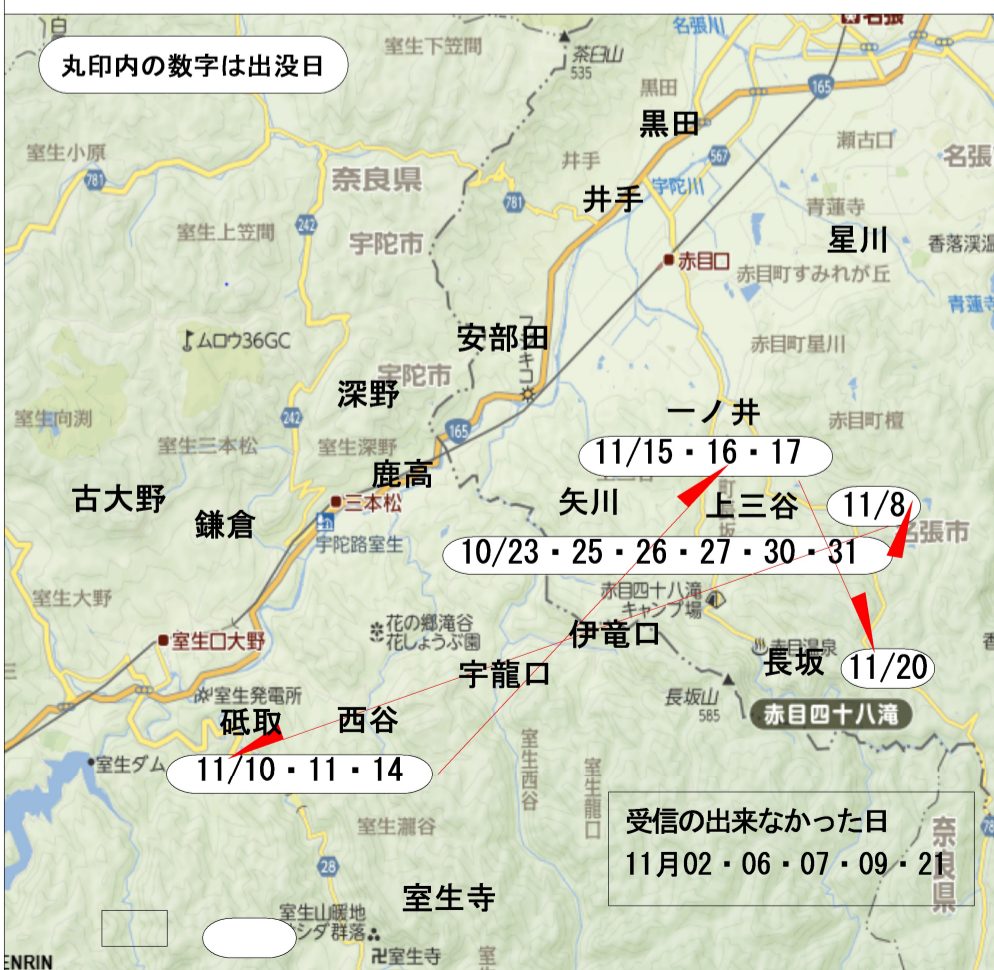 名張
名張川
室生下笠間
茶臼山
535
丸印内の数字は出没日
165
黒田
黒田
瀬古口
室生小原
781
井手
567
名張
奈良県
宇陀川
井手
781
青蓮寺
242
室生上笠間
宇陀市
星川
香落渓温
赤目口
赤目町すみれが丘
青蓮寺
安部田
ムロウ36GC
赤目町星川
宇陀市
深野
一ノ井
室生向渕
242
165
赤目町檀
室生三本松
室生深野
11/15・16・17
鹿高
古大野
三本松
矢川
上三谷
11/8
鎌倉
名張市
宇陀路室生
10/23・25・26・27・30・31
室生大野
赤目四十八滝
キャンプ場
花の郷滝谷
花しょうぶ園
伊竜口
室生口大野
赤目温泉
長坂
11/20
宇龍口
室生発電所
長坂山
585
砥取
西谷
赤目四十八滝
室生ダム
11/10・11・14
室生西谷
室生龍口
受信の出来なかった日
11月02・06・07・09・21
室生瀧谷
奈良県
28
室生寺
室生山暖地
シダ群落
卍室生寺
ENRIN